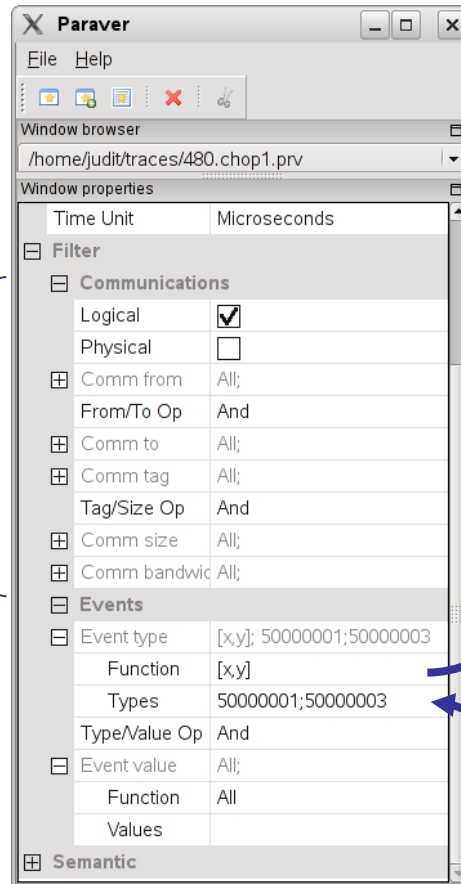 Paraver
File Help
Window browser
/home/judit/traces/480.chop1.prv
Window properties
Time Unit Microseconds
Filter
Communications
Logical
Physical
Comm from All;
From/To Op And
Comm to All;
Comm tag All;
Tag/Size Op And
Comm size All;
Comm bandwic All;
Events
Event type [x,y]; 50000001;50000003
Function [x,y]
Types 50000001;50000003
Type/Value Op And
Event value All;
Function All
Values
Semantic